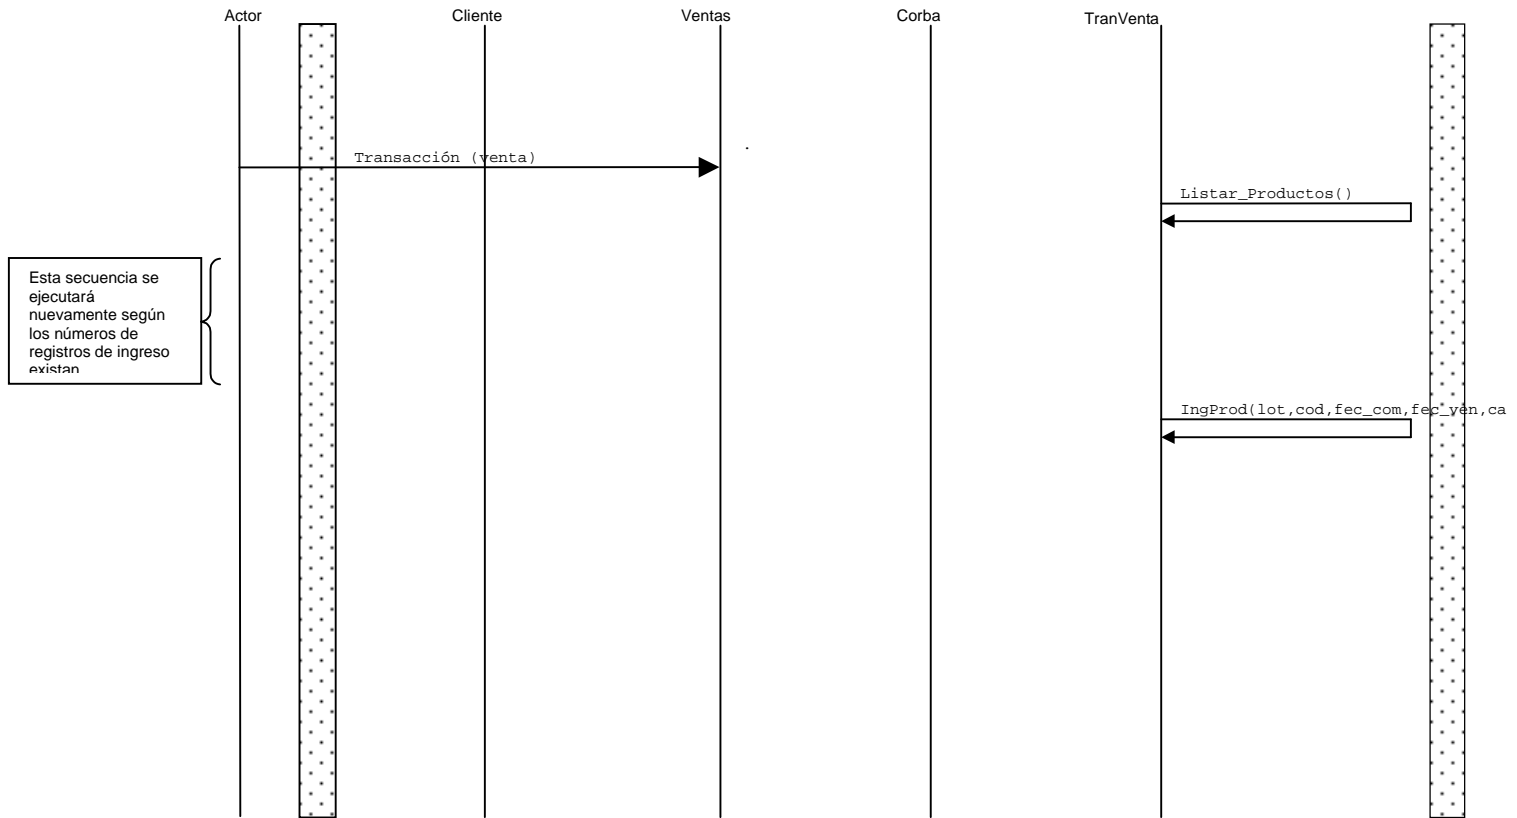 Actor
Cliente
Ventas
Corba
TranVenta
Transacción (venta)
Listar_Productos()
Esta secuencia se
ejecutará
nuevamente según
los números de
registros de ingreso
existan
IngProd(lot,cod,fec_com,fec_ven,ca